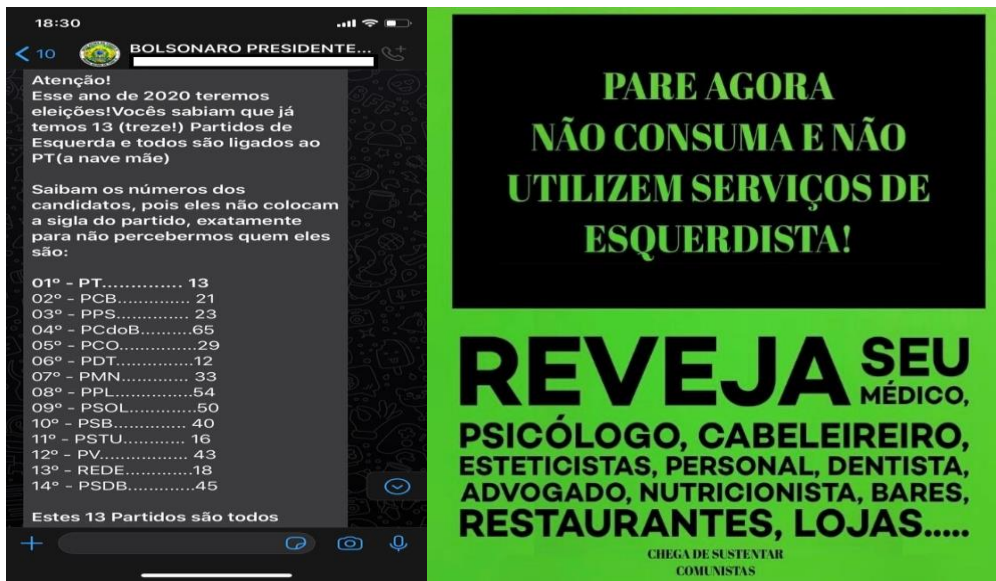 18:30
10
BOLSONARO PRESIDENTE...
Atenção!
Esse ano de 2020 teremos
eleições!Vocês sabiam que já
temos 13 (treze!) Partidos de
Esquerda e todos são ligados ao
PT(a nave mãe)
Saibam os números dos
candidatos, pois eles não colocam
a sigla do partido, exatamente
para não percebermos quem eles
são:
01º - PT.............. 13
02º - PCB............. 21
03º - PPS............. 23
04º - PCdoB.........65
05º - PCO..............29
06º - PDT.............12
07º - PMN............ 33
08º - PPL.............54
09º - PSOL............50
10º - PSB............. 40
11º - PSTU........... 16
12º - PV................ 43
13º - REDE............18
14º - PSDB............45
Estes 13 Partidos são todos
PARE AGORA
NÃO CONSUMA E NÃO
UTILIZEM SERVIÇOS DE
ESQUERDISTA!
REVEJA SEU
MÉDICO,
PSICÓLOGO, CABELEIREIRO,
ESTETICISTAS, PERSONAL, DENTISTA,
ADVOGADO, NUTRICIONISTA, BARES,
RESTAURANTES, LOJAS.....
CHEGA DE SUSTENTAR
COMUNISTAS